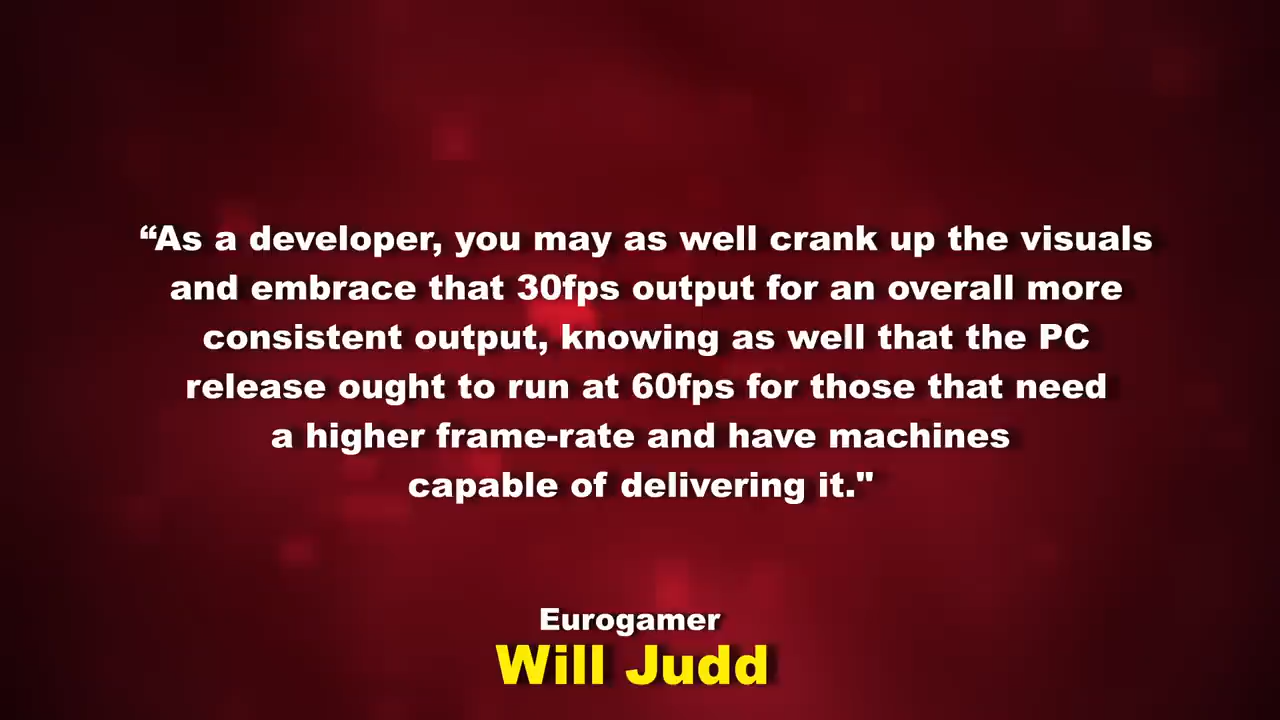 “As a developer, you may as well crank up the visuals
and embrace that 30fps output for an overall more
consistent output, knowing as well that the PC
release ought to run at 60fps for those that need
a higher frame-rate and have machines
capable of delivering it."
Eurogamer
Will Judd